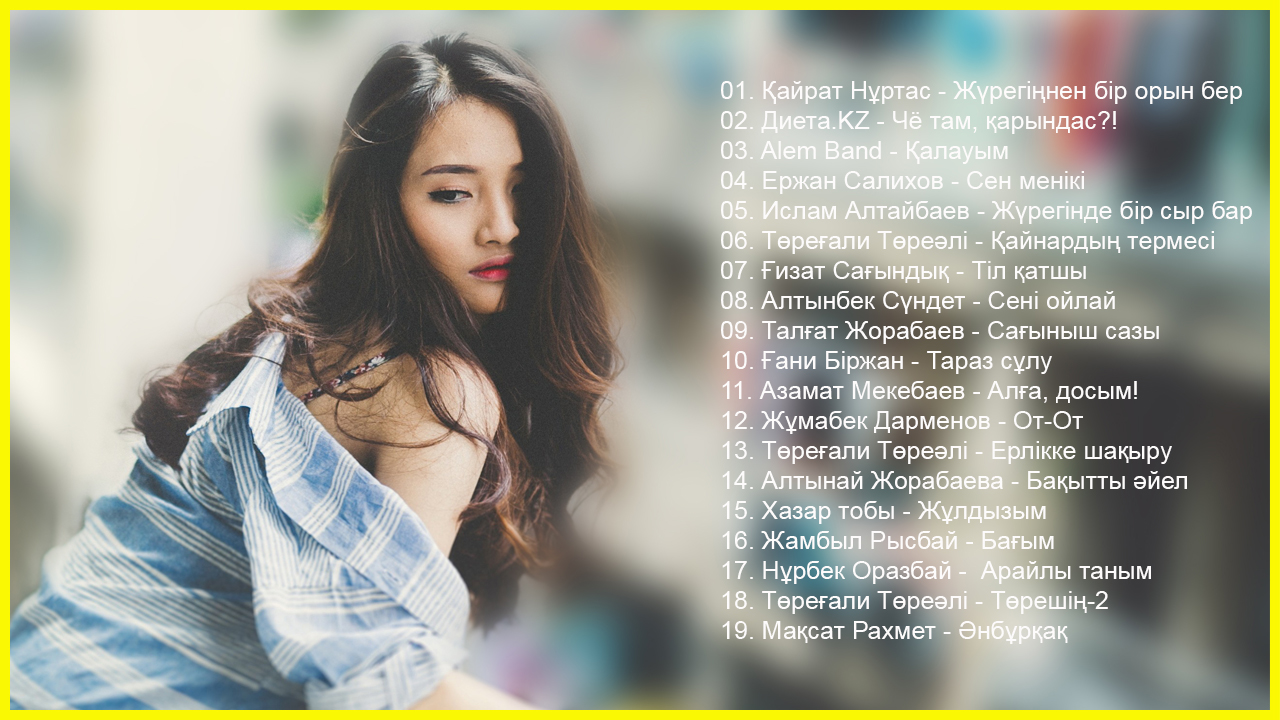 01. Қайрат Нұртас - Жүрегіңнен бір орын бер
02. Диета.KZ - Чё там, қарындас?!
03. Alem Band - Қалауым
04. Ержан Салихов - Сен менікі
05. Ислам Алтайбаев - Жүрегінде бір сыр бар
06. Төреғали Төреәлі - Қайнардың термесі
07. Ғизат Сағындық - Тіл қатшы
08. Алтынбек Сүндет - Сені ойлай
09. Талғат Жорабаев - Сағыныш сазы
10. Ғани Біржан - Тараз сұлу
11. Азамат Мекебаев - Алға, досым!
12. Жұмабек Дарменов - От-От
13. Төреғали Төреәлі - Ерлікке шақыру
14. Алтынай Жорабаева - Бақытты әйел
15. Хазар тобы - Жұлдызым
16. Жамбыл Рысбай - Бағым
17. Нұрбек Оразбай -  Арайлы таным
18. Төреғали Төреәлі - Төрешің-2
19. Мақсат Рахмет - Әнбұрқақ